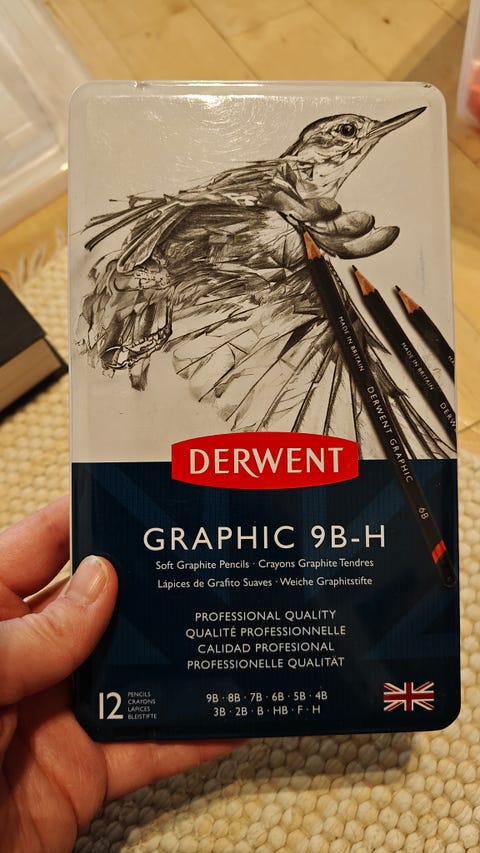 MADE IN BRITAIN
DERWENT GRAPHIC
6B
MADE IN BRITAIN
DERW
DERWENT
GRAPHIC 9B-H
Soft Graphite Pencils · Crayons Graphite Tendres
Lápices de Grafito Suaves · Weiche Graphitstifte
PROFESSIONAL QUALITY
QUALITÉ PROFESSIONNELLE
CALIDAD PROFESIONAL
PROFESSIONELLE QUALITÄT
12
PENCILS
CRAYONS
LÁPICES
BLEISTIFTE
9B · 8B · 7B · 6B · 5B · 4B
3B · 2B · B · HB · F · H